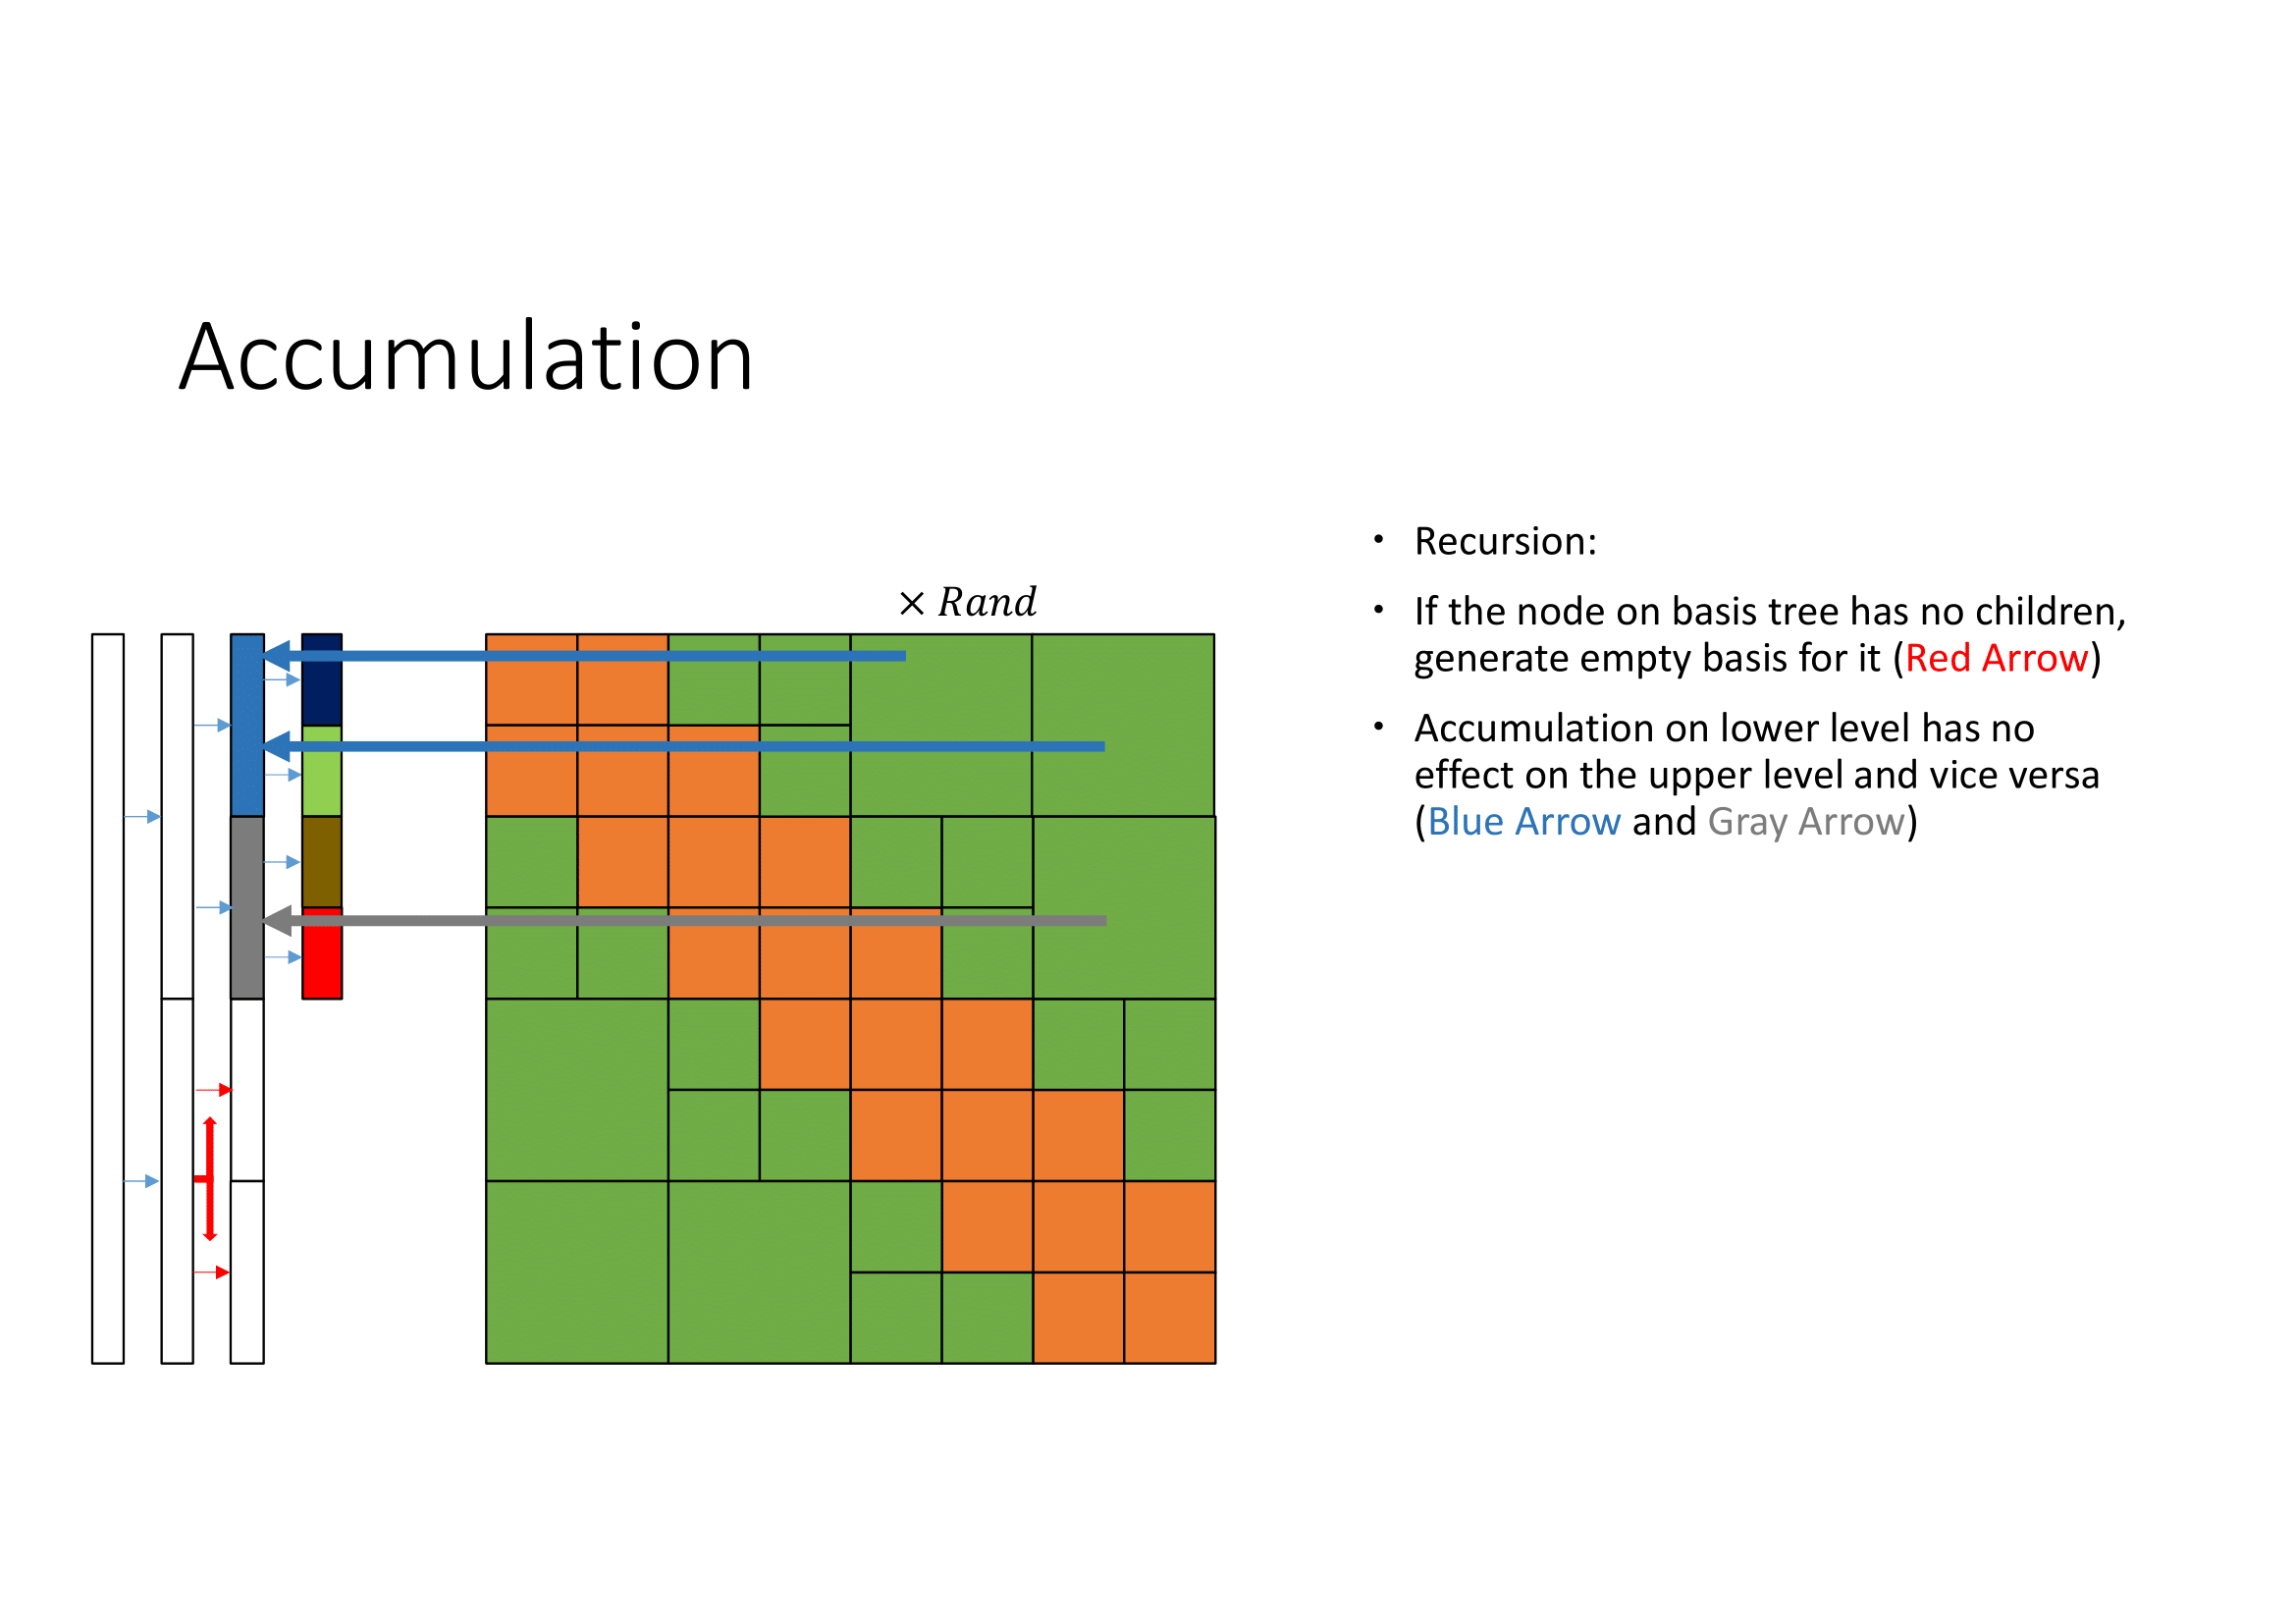 Accumulation
× Rand
• Recursion:
• If the node on basis tree has no children,
generate empty basis for it (Red Arrow)
• Accumulation on lower level has no
effect on the upper level and vice versa
(Blue Arrow and Gray Arrow)